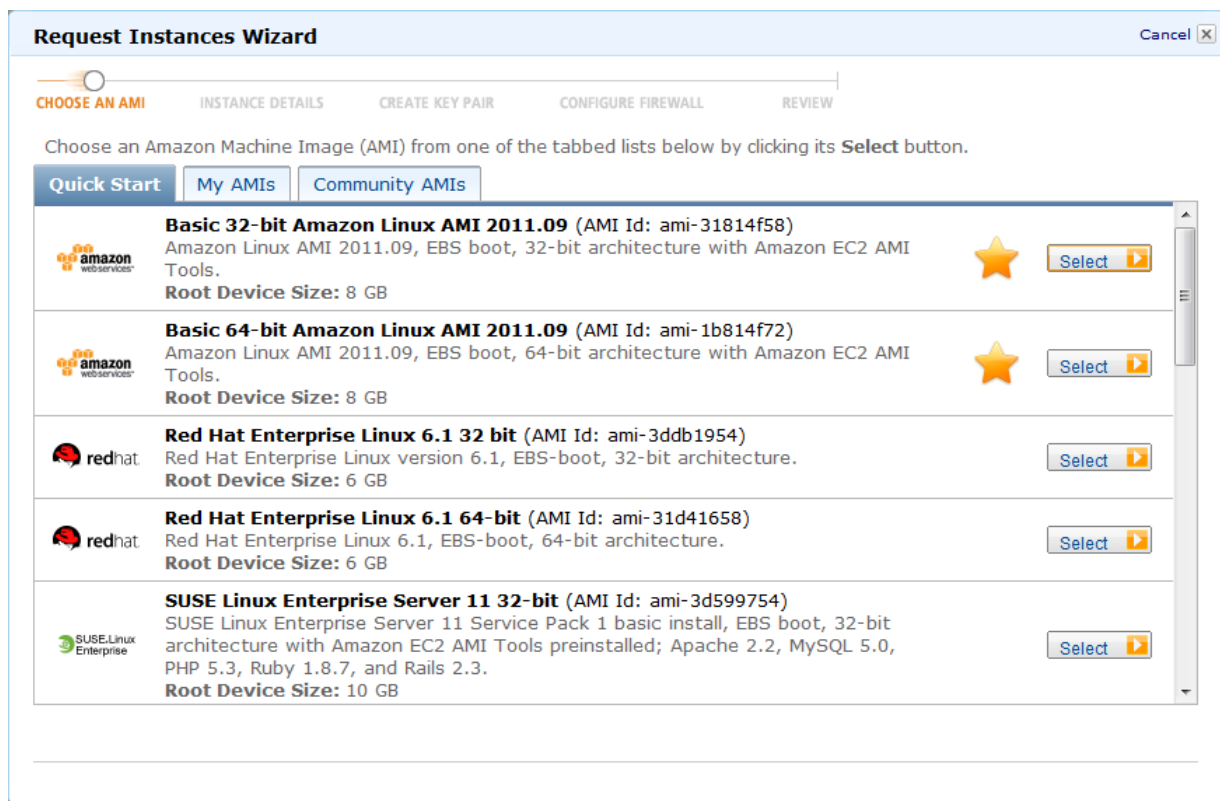 Request Instances Wizard
Cancel
CHOOSE AN AMI INSTANCE DETAILS CREATE KEY PAIR CONFIGURE FIREWALL REVIEW
Choose an Amazon Machine Image (AMI) from one of the tabbed lists below by clicking its Select button.
Quick Start My AMIs Community AMIs
Basic 32-bit Amazon Linux AMI 2011.09 (AMI Id: ami-31814f58)
Amazon Linux AMI 2011.09, EBS boot, 32-bit architecture with Amazon EC2 AMI
Tools.
Root Device Size: 8 GB
amazon
webservices™
Select
Basic 64-bit Amazon Linux AMI 2011.09 (AMI Id: ami-1b814f72)
Amazon Linux AMI 2011.09, EBS boot, 64-bit architecture with Amazon EC2 AMI
Tools.
Root Device Size: 8 GB
amazon
webservices™
Select
Red Hat Enterprise Linux 6.1 32 bit (AMI Id: ami-3ddb1954)
Red Hat Enterprise Linux version 6.1, EBS-boot, 32-bit architecture.
Root Device Size: 6 GB
redhat.
Select
Red Hat Enterprise Linux 6.1 64-bit (AMI Id: ami-31d41658)
Red Hat Enterprise Linux 6.1, EBS-boot, 64-bit architecture.
Root Device Size: 6 GB
redhat.
Select
SUSE Linux Enterprise Server 11 32-bit (AMI Id: ami-3d599754)
SUSE Linux Enterprise Server 11 Service Pack 1 basic install, EBS boot, 32-bit
architecture with Amazon EC2 AMI Tools preinstalled; Apache 2.2, MySQL 5.0,
PHP 5.3, Ruby 1.8.7, and Rails 2.3.
Root Device Size: 10 GB
SUSE.Linux
Enterprise
Select